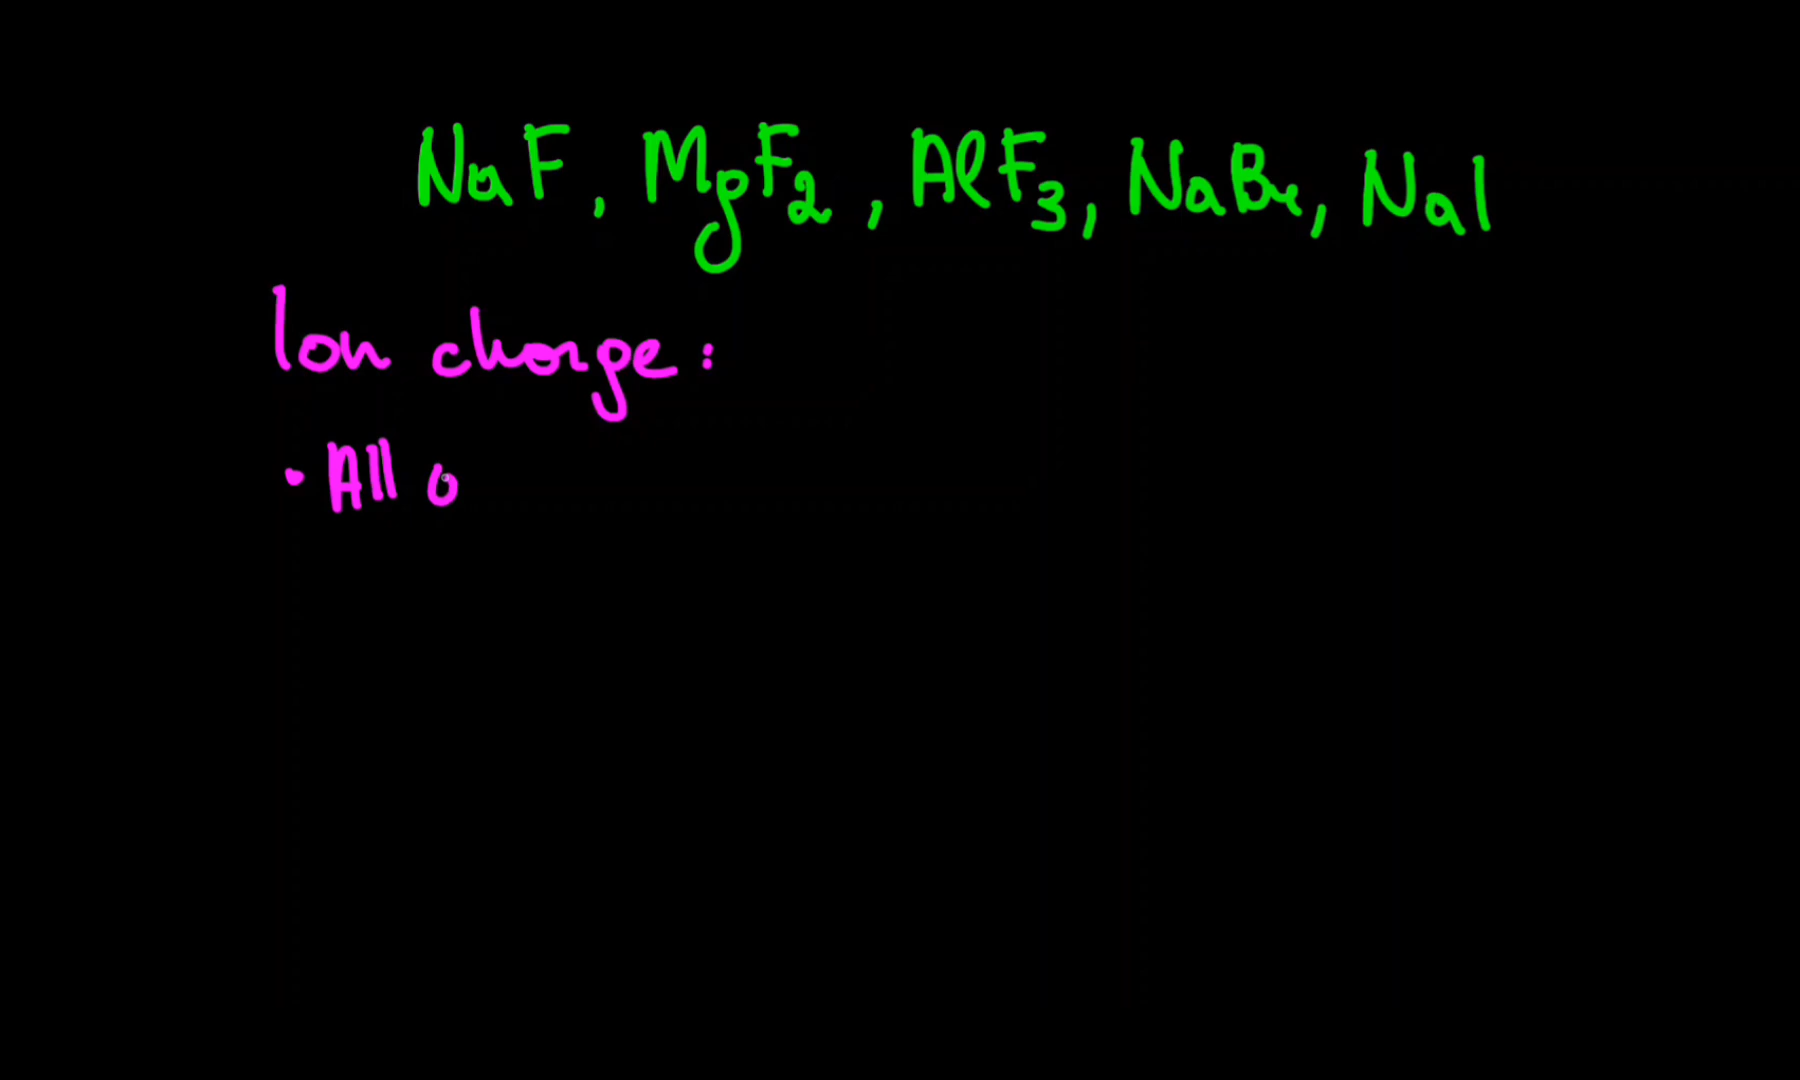 NaF, MgF₂, AlF₃, NaBr, NaI
Ion charge:
• All o